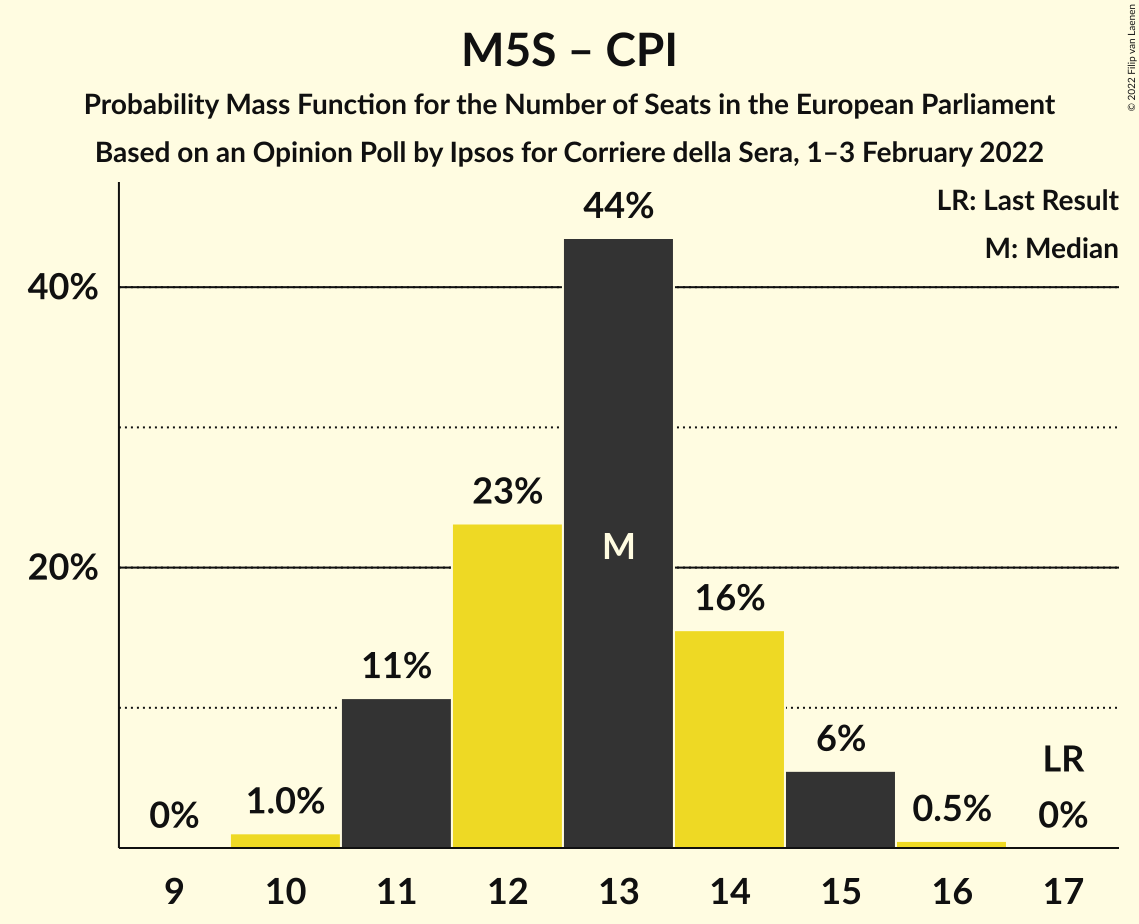 M5S – CPI
Probability Mass Function for the Number of Seats in the European Parliament
Based on an Opinion Poll by Ipsos for Corriere della Sera, 1–3 February 2022
© 2022 Filip van Laenen
LR: Last Result
M: Median
40%
20%
0%
1.0%
11%
23%
44%
M
16%
6%
0.5%
LR
0%
9 10 11 12 13 14 15 16 17